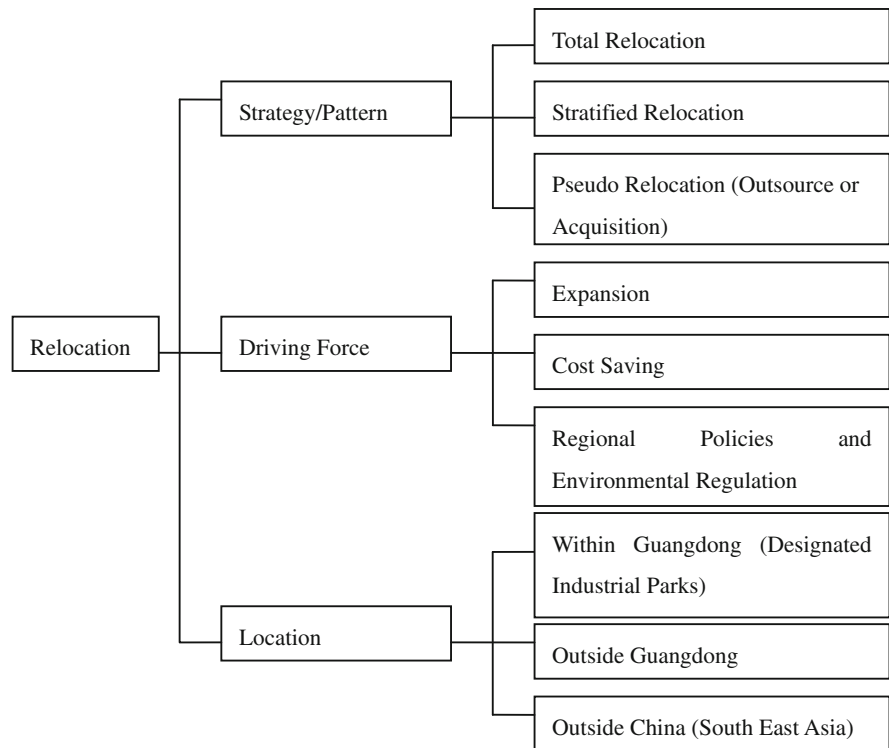 Total Relocation
Strategy/Pattern
Stratified Relocation
Pseudo Relocation (Outsource or
Acquisition)
Expansion
Relocation
Driving Force
Cost Saving
Regional Policies and
Environmental Regulation
Within Guangdong (Designated
Industrial Parks)
Location
Outside Guangdong
Outside China (South East Asia)